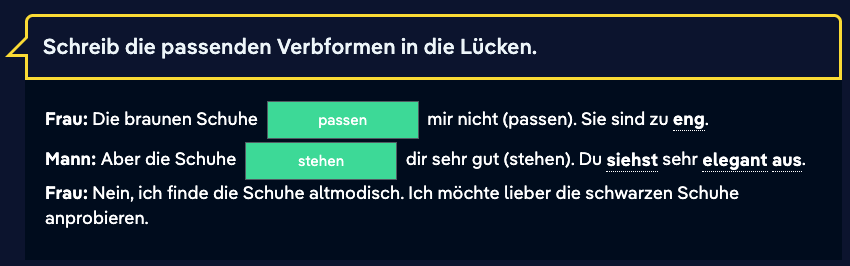 Schreib die passenden Verbformen in die Lücken.
Frau: Die braunen Schuhe passen mir nicht (passen). Sie sind zu eng.
Mann: Aber die Schuhe stehen dir sehr gut (stehen). Du siehst sehr elegant aus.
Frau: Nein, ich finde die Schuhe altmodisch. Ich möchte lieber die schwarzen Schuhe
anprobieren.